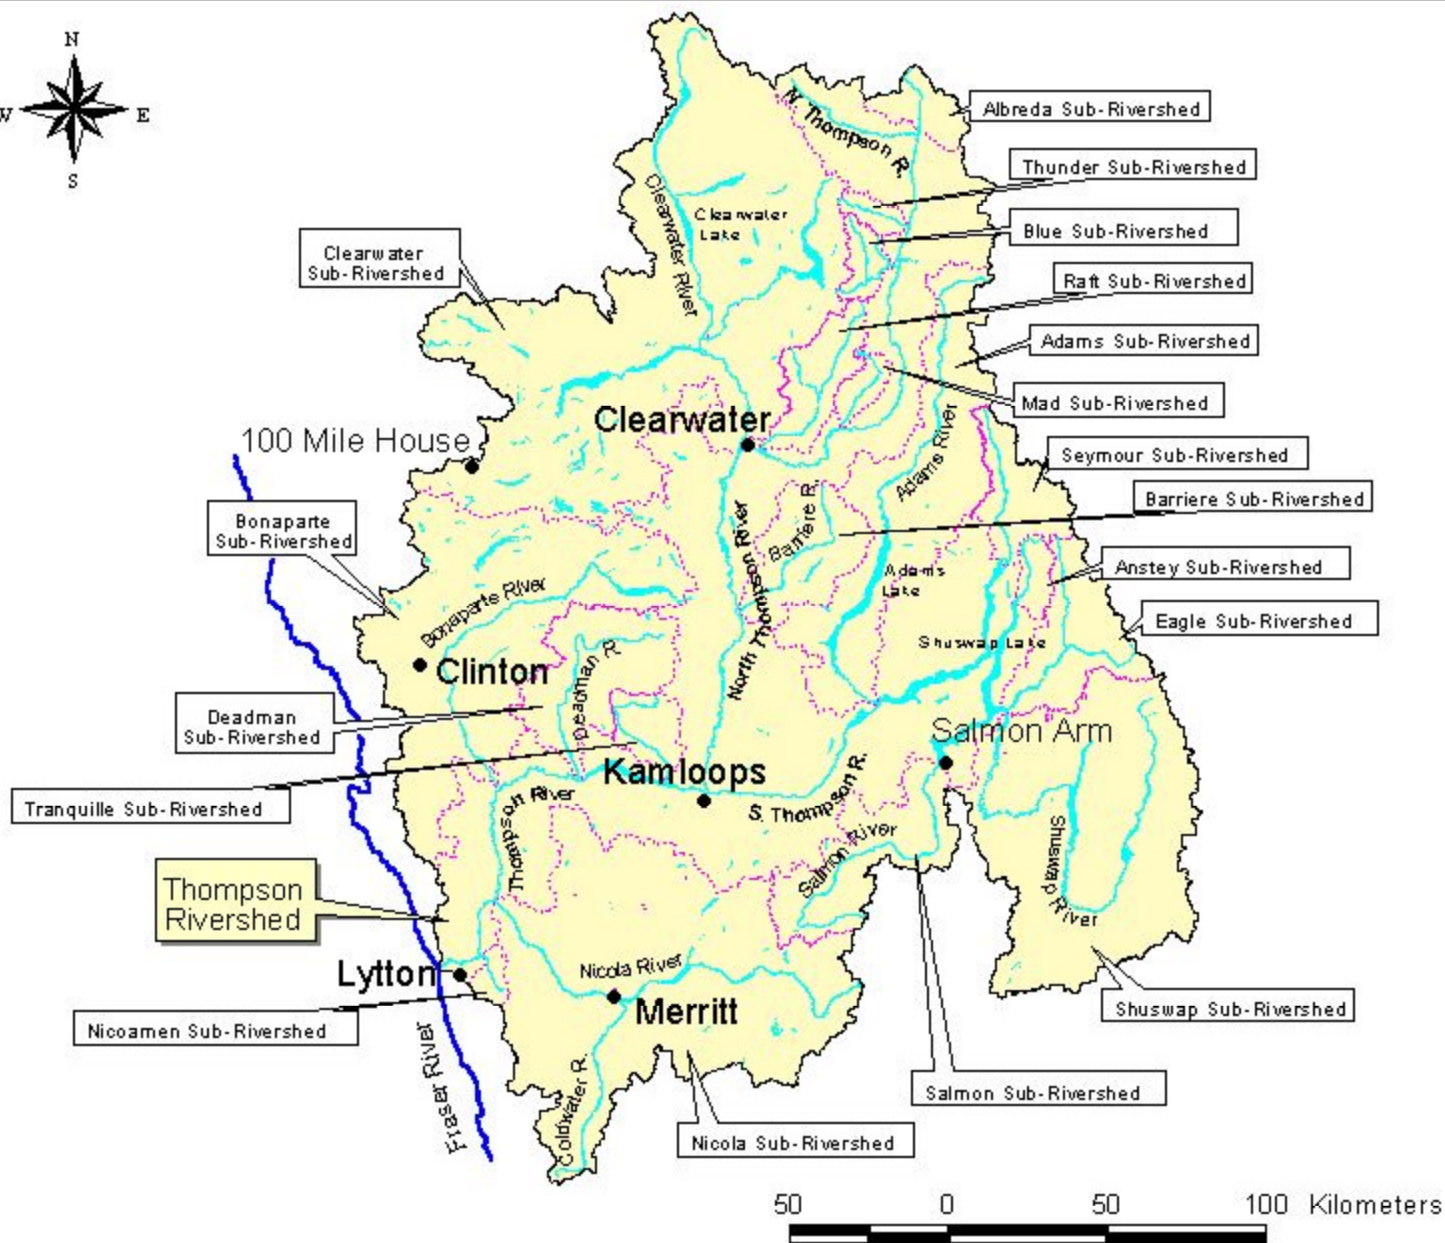 N
W
E
S
Albreda Sub-Rivershed
N. Thompson R.
Thunder Sub-Rivershed
Clearwater River
Clearwater
Lake
Blue Sub-Rivershed
Clearwater
Sub-Rivershed
Raft Sub-Rivershed
Adams Sub-Rivershed
Mad Sub-Rivershed
Clearwater
100 Mile House
Adams River
Seymour Sub-Rivershed
Barriere Sub-Rivershed
Bonaparte
Sub-Rivershed
Barriere R.
North Thompson River
Adams
Lake
Anstey Sub-Rivershed
Bonaparte River
Eagle Sub-Rivershed
Shuswap Lake
Clinton
Deadman R.
Deadman
Sub-Rivershed
Salmon Arm
Kamloops
Tranquille Sub-Rivershed
Thompson River
S. Thompson R.
Salmon River
Shuswap River
Thompson
Rivershed
Lytton
Nicola River
Merritt
Nicoamen Sub-Rivershed
Shuswap Sub-Rivershed
Fraser River
Coldwater R.
Salmon Sub-Rivershed
Nicola Sub-Rivershed
50 0 50 100 Kilometers